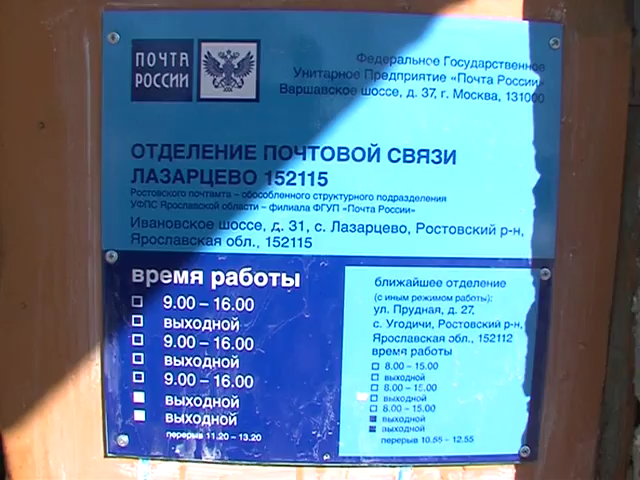 ПОЧТА
РОССИИ
Федеральное Государственное
Унитарное Предприятие «Почта России»
Варшавское шоссе, д. 37, г. Москва, 131000
ОТДЕЛЕНИЕ ПОЧТОВОЙ СВЯЗИ
ЛАЗАРЦЕВО 152115
Ростовского почтамта – обособленного структурного подразделения
УФПС Ярославской области – филиала ФГУП «Почта России»
Ивановское шоссе, д. 31, с. Лазарцево, Ростовский р-н,
Ярославская обл., 152115
время работы
9.00 – 16.00
выходной
9.00 – 16.00
выходной
9.00 – 16.00
выходной
выходной
перерыв 11.20 – 13.20
ближайшее отделение
(с иным режимом работы):
ул. Прудная, д. 27,
с. Угодичи, Ростовский р-н,
Ярославская обл., 152112
время работы
8.00 – 15.00
выходной
8.00 – 15.00
выходной
8.00 – 15.00
выходной
выходной
перерыв 10.55 – 12.55